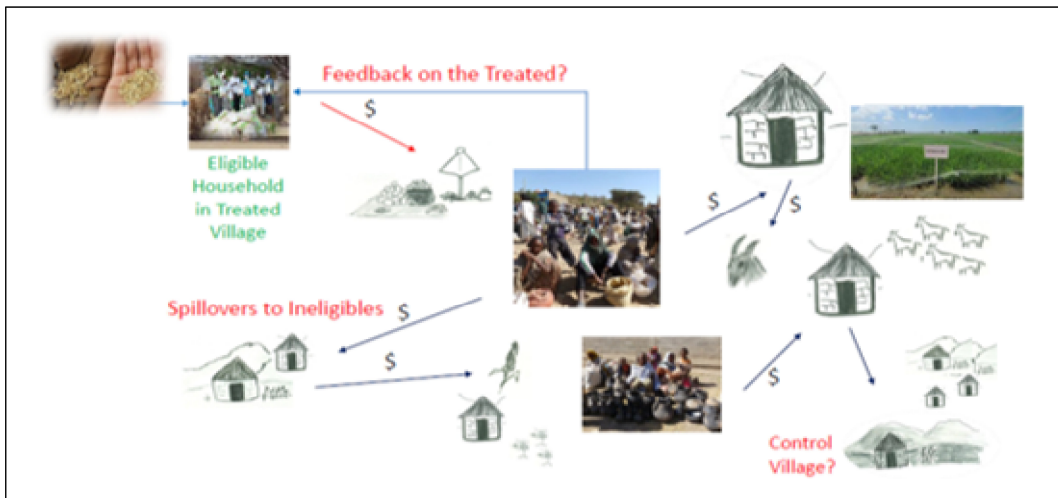 Feedback on the Treated?
$
Eligible
Household
in Treated
Village
$
$
Spillovers to Ineligibles
$
$
$
Control
Village?